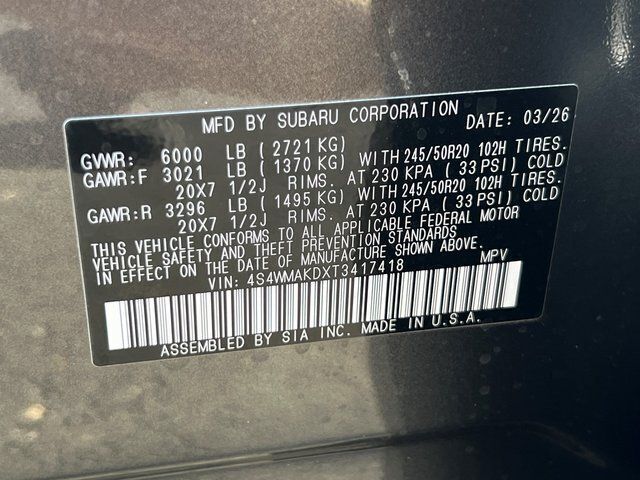 MFD BY SUBARU CORPORATION DATE: 03/26
GVWR: 6000 LB ( 2721 KG)
GAWR:F 3021 LB ( 1370 KG) WITH 245/50R20 102H TIRES.
20X7 1/2J RIMS. AT 230 KPA ( 33 PSI) COLD
GAWR:R 3296 LB ( 1495 KG) WITH 245/50R20 102H TIRES.
20X7 1/2J RIMS. AT 230 KPA ( 33 PSI) COLD
THIS VEHICLE CONFORMS TO ALL APPLICABLE FEDERAL MOTOR
VEHICLE SAFETY AND THEFT PREVENTION STANDARDS
IN EFFECT ON THE DATE OF MANUFACTURE SHOWN ABOVE.
VIN: 4S4WMAKDXT3417418 MPV
ASSEMBLED BY SIA INC. MADE IN U.S.A.